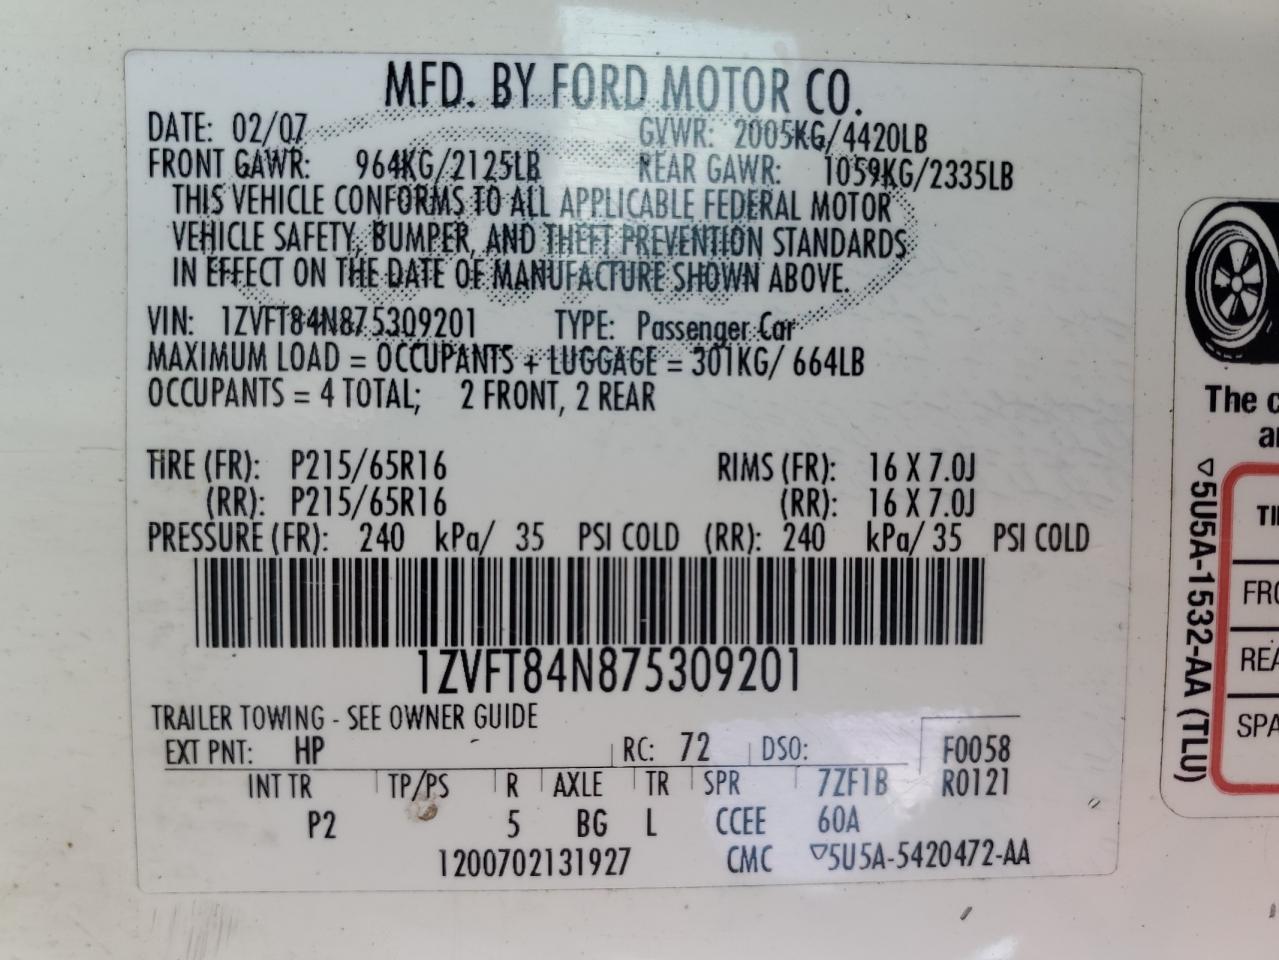 MFD. BY FORD MOTOR CO.
DATE: 02/07 GVWR: 2005KG/4420LB
FRONT GAWR: 964KG/2125LB REAR GAWR: 1059KG/2335LB
THIS VEHICLE CONFORMS TO ALL APPLICABLE FEDERAL MOTOR
VEHICLE SAFETY, BUMPER, AND THEFT PREVENTION STANDARDS
IN EFFECT ON THE DATE OF MANUFACTURE SHOWN ABOVE.
VIN: 1ZVFT84N875309201 TYPE: Passenger Car
MAXIMUM LOAD = OCCUPANTS + LUGGAGE = 301KG/ 664LB
OCCUPANTS = 4 TOTAL; 2 FRONT, 2 REAR
TIRE (FR): P215/65R16 RIMS (FR): 16 X 7.0J
(RR): P215/65R16 (RR): 16 X 7.0J
PRESSURE (FR): 240 kPa/ 35 PSI COLD (RR): 240 kPa/ 35 PSI COLD
1ZVFT84N875309201
TRAILER TOWING - SEE OWNER GUIDE
EXT PNT: HP RC: 72 DSO: F0058
INT TR TP/PS R AXLE TR SPR 7ZF1B R0121
P2 5 BG L CCEE 60A
1200702131927 CMC ▽5U5A-5420472-AA
The c
an
▽5U5A-1532-AA (TLU)
TI
FRO
REA
SPA